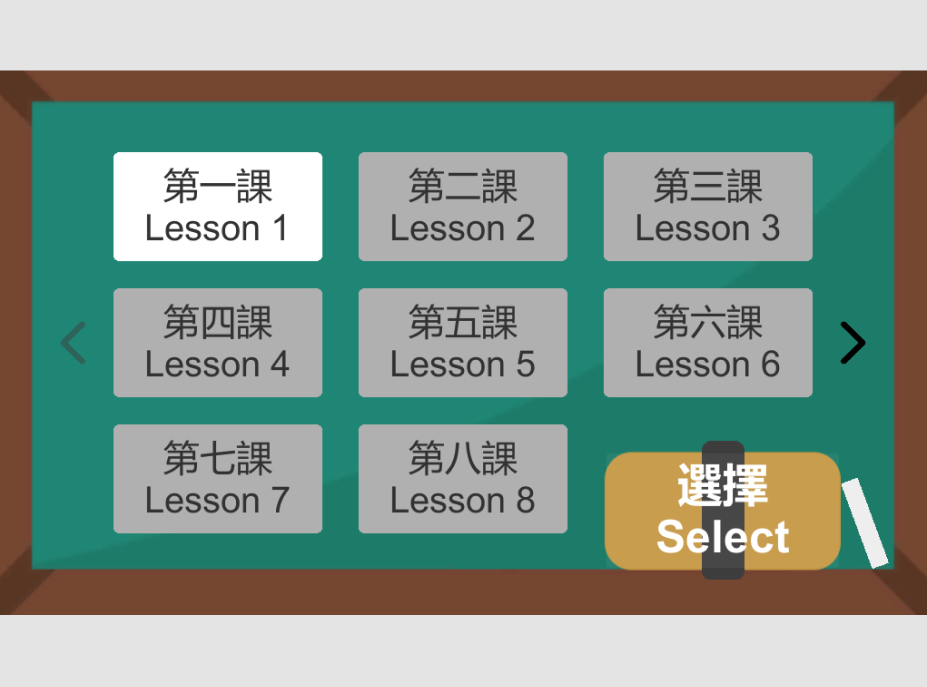 第一課
Lesson 1
第二課
Lesson 2
第三課
Lesson 3
第四課
Lesson 4
第五課
Lesson 5
第六課
Lesson 6
第七課
Lesson 7
第八課
Lesson 8
選擇
Select